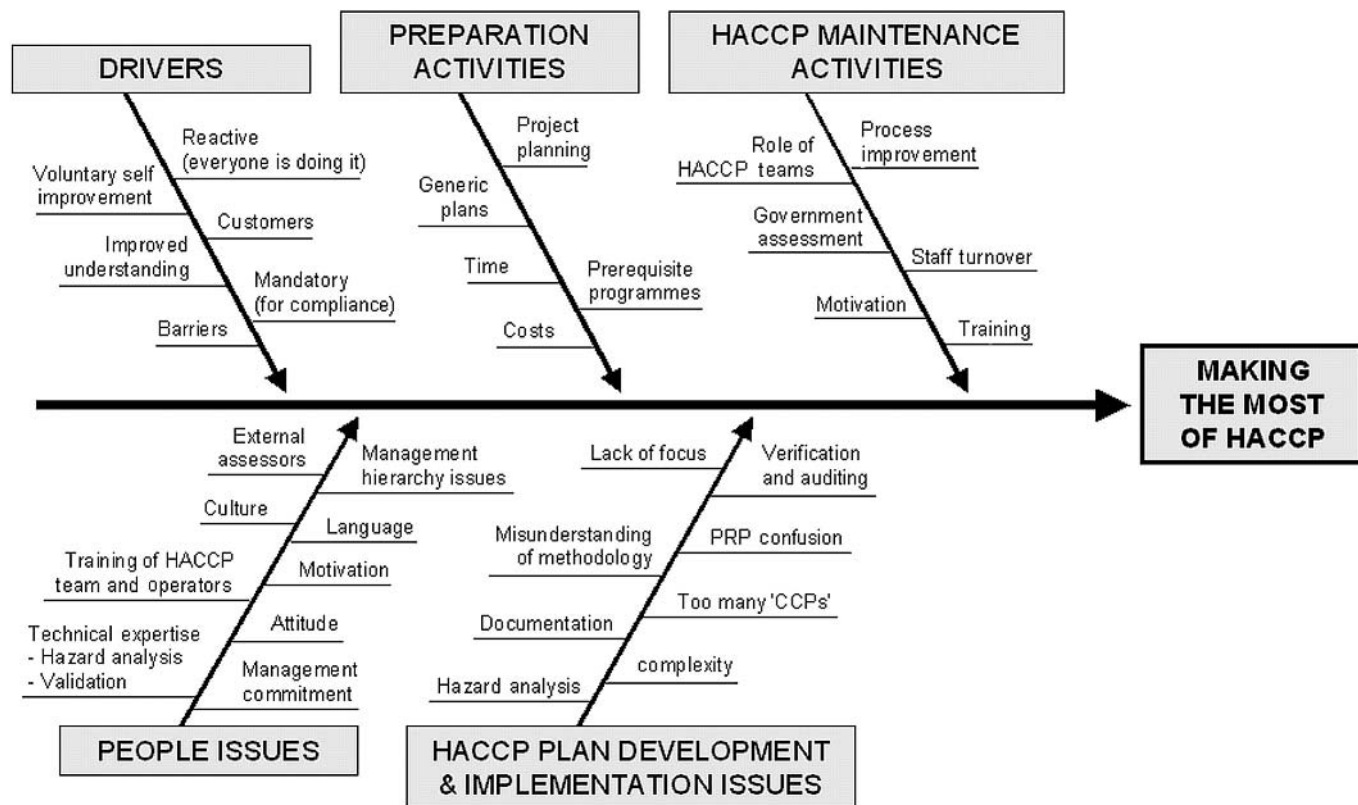 DRIVERS
Reactive
(everyone is doing it)
Voluntary self
improvement
Customers
Improved
understanding
Mandatory
(for compliance)
Barriers
PREPARATION
ACTIVITIES
Project
planning
Generic
plans
Time
Prerequisite
programmes
Costs
HACCP MAINTENANCE
ACTIVITIES
Process
improvement
Role of
HACCP teams
Government
assessment
Staff turnover
Motivation
Training
MAKING
THE MOST
OF HACCP
External
assessors
Management
hierarchy issues
Culture
Language
Training of HACCP
team and operators
Motivation
Attitude
Technical expertise
- Hazard analysis
- Validation
Management
commitment
PEOPLE ISSUES
Lack of focus
Verification
and auditing
Misunderstanding
of methodology
PRP confusion
Too many 'CCPs'
Documentation
complexity
Hazard analysis
HACCP PLAN DEVELOPMENT
& IMPLEMENTATION ISSUES